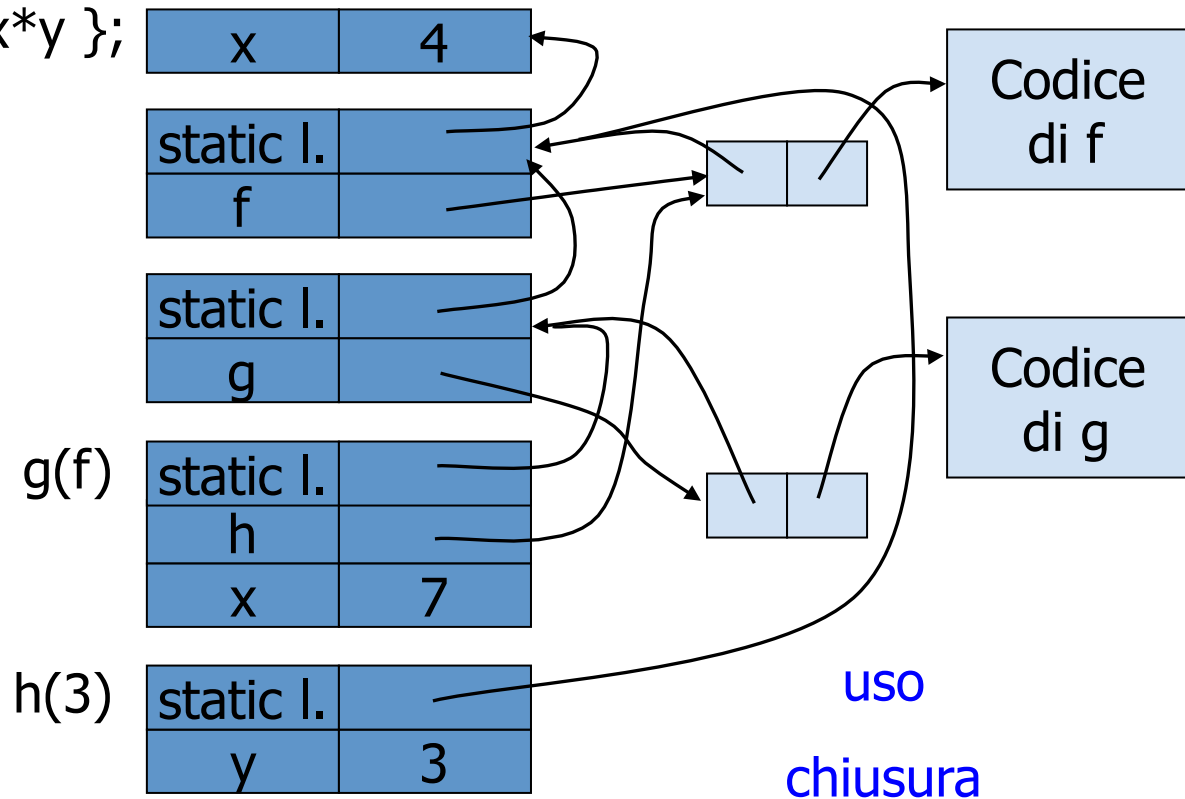 x*y };
x 4
static l.
f
static l.
g
g(f)
static l.
h
x 7
h(3)
static l.
y 3
Codice
di f
Codice
di g
uso
chiusura